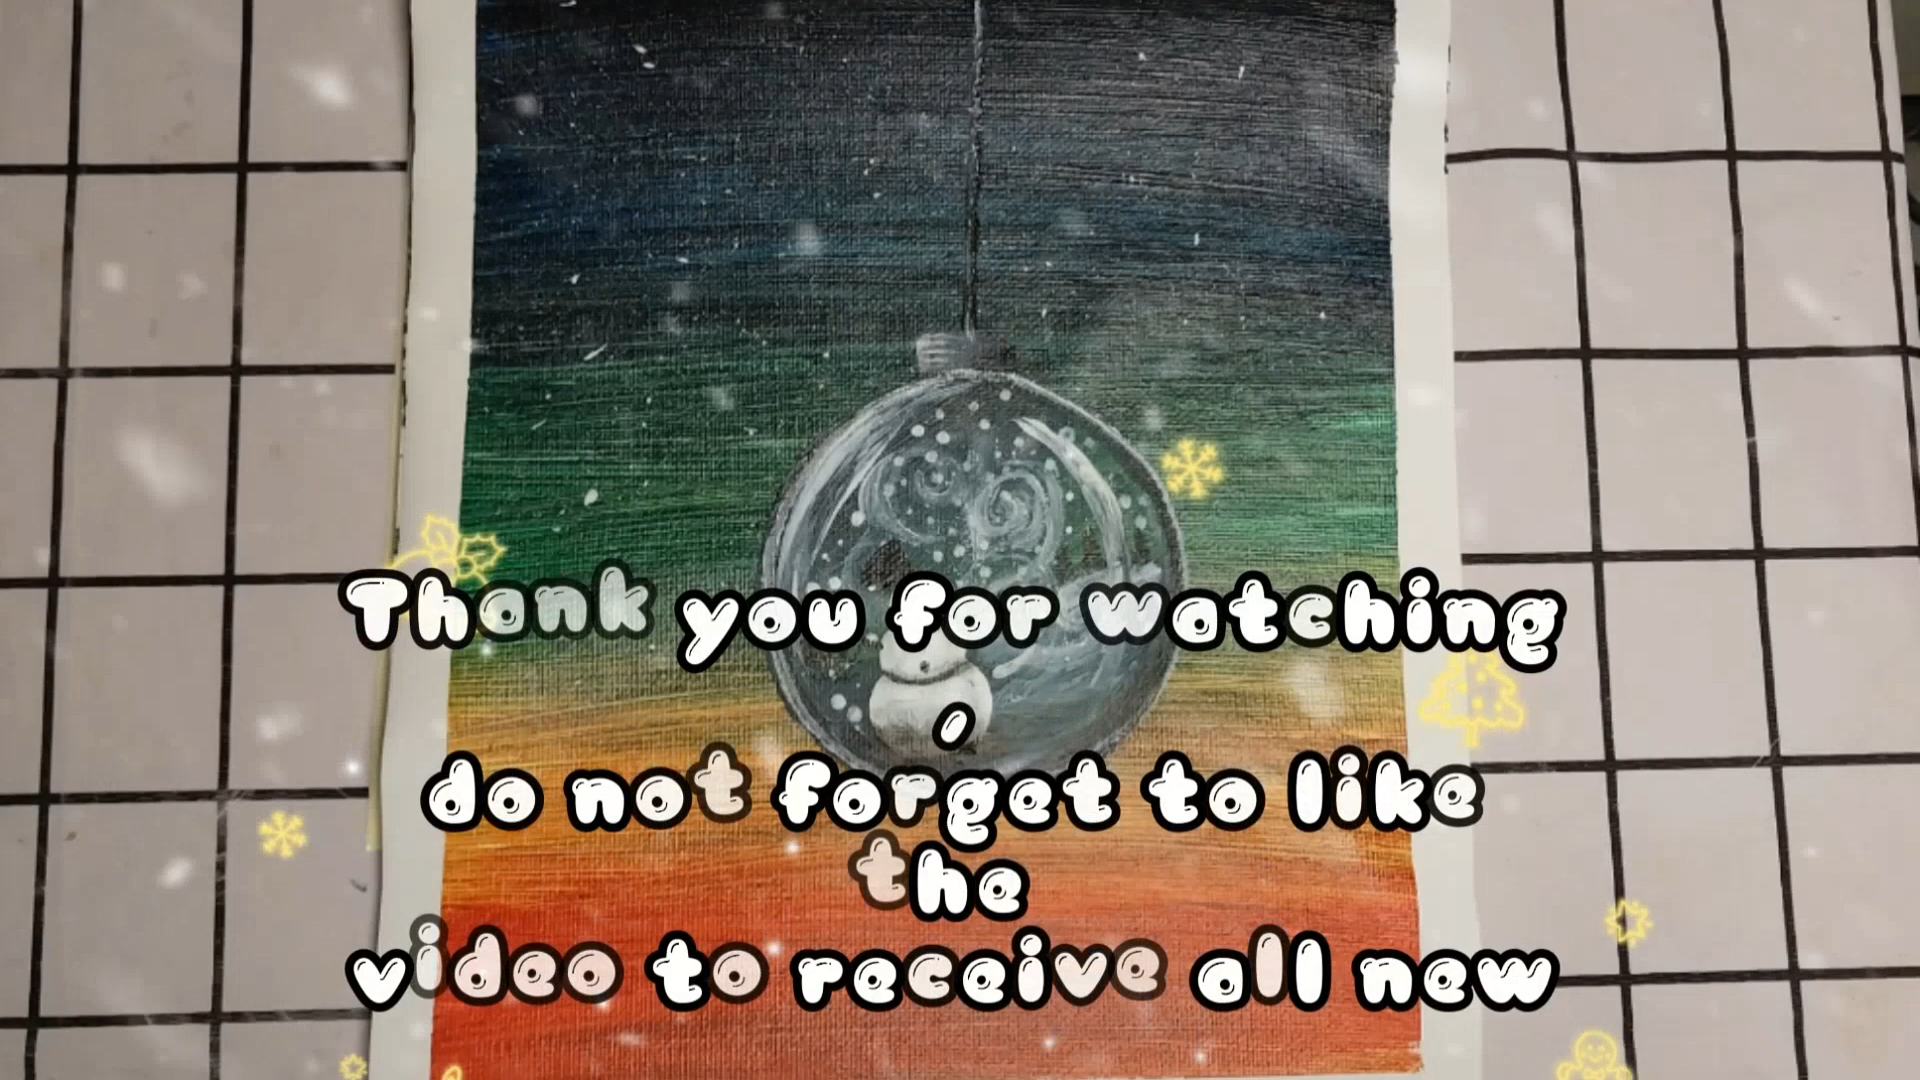 Thank you for watching
,
do not forget to like
the
video to receive all new